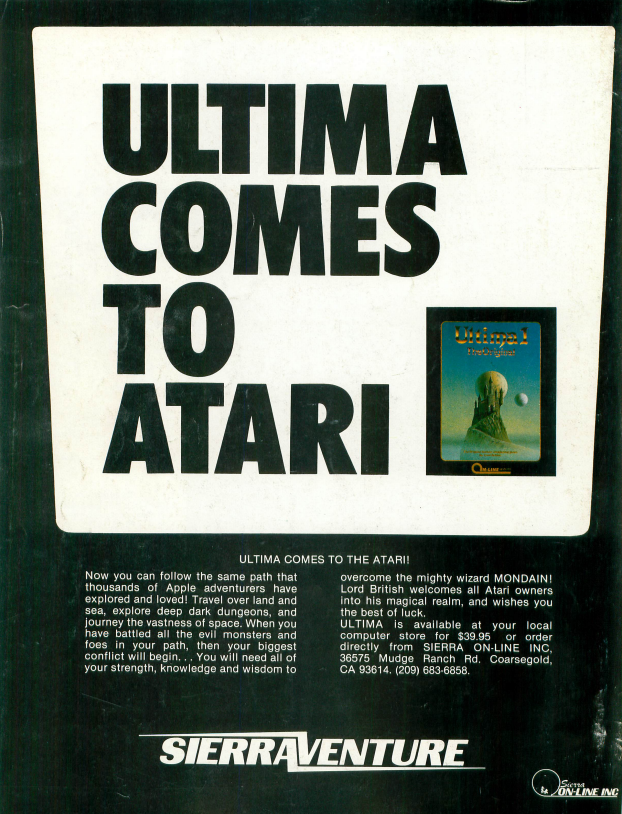 ULTIMA
COMES
TO
ATARI
Ultima I
The Original
ON-LINE
ULTIMA COMES TO THE ATARI!
Now you can follow the same path that
thousands of Apple adventurers have
explored and loved! Travel over land and
sea, explore deep dark dungeons, and
journey the vastness of space. When you
have battled all the evil monsters and
foes in your path, then your biggest
conflict will begin. . . You will need all of
your strength, knowledge and wisdom to
overcome the mighty wizard MONDAIN!
Lord British welcomes all Atari owners
into his magical realm, and wishes you
the best of luck.
ULTIMA is available at your local
computer store for $39.95 or order
directly from SIERRA ON-LINE INC,
36575 Mudge Ranch Rd. Coarsegold,
CA 93614. (209) 683-6858.
SIERRAVENTURE
Sierra
ON-LINE INC